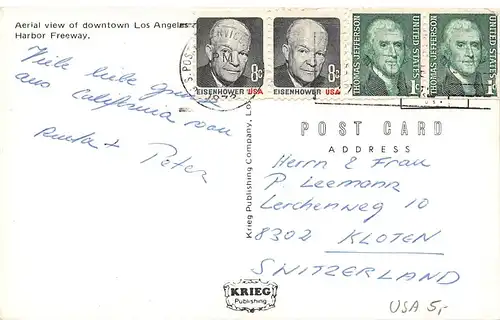 Aerial view of downtown Los Angeles
Harbor Freeway.
Viele liebe Grüsse
aus California von
+ Peter
8c
EISENHOWER USA
8c
EISENHOWER USA
THOMAS JEFFERSON
1c
UNITED STATES
THOMAS JEFFERSON
1c
UNITED STATES
Krieg Publishing Company, Los
POST CARD
ADDRESS
Herrn & Frau
P. Leemann
Lerchenweg 10
8302 KLOTEN
SWITZERLAND
KRIEG
Publishing
USA 5,-